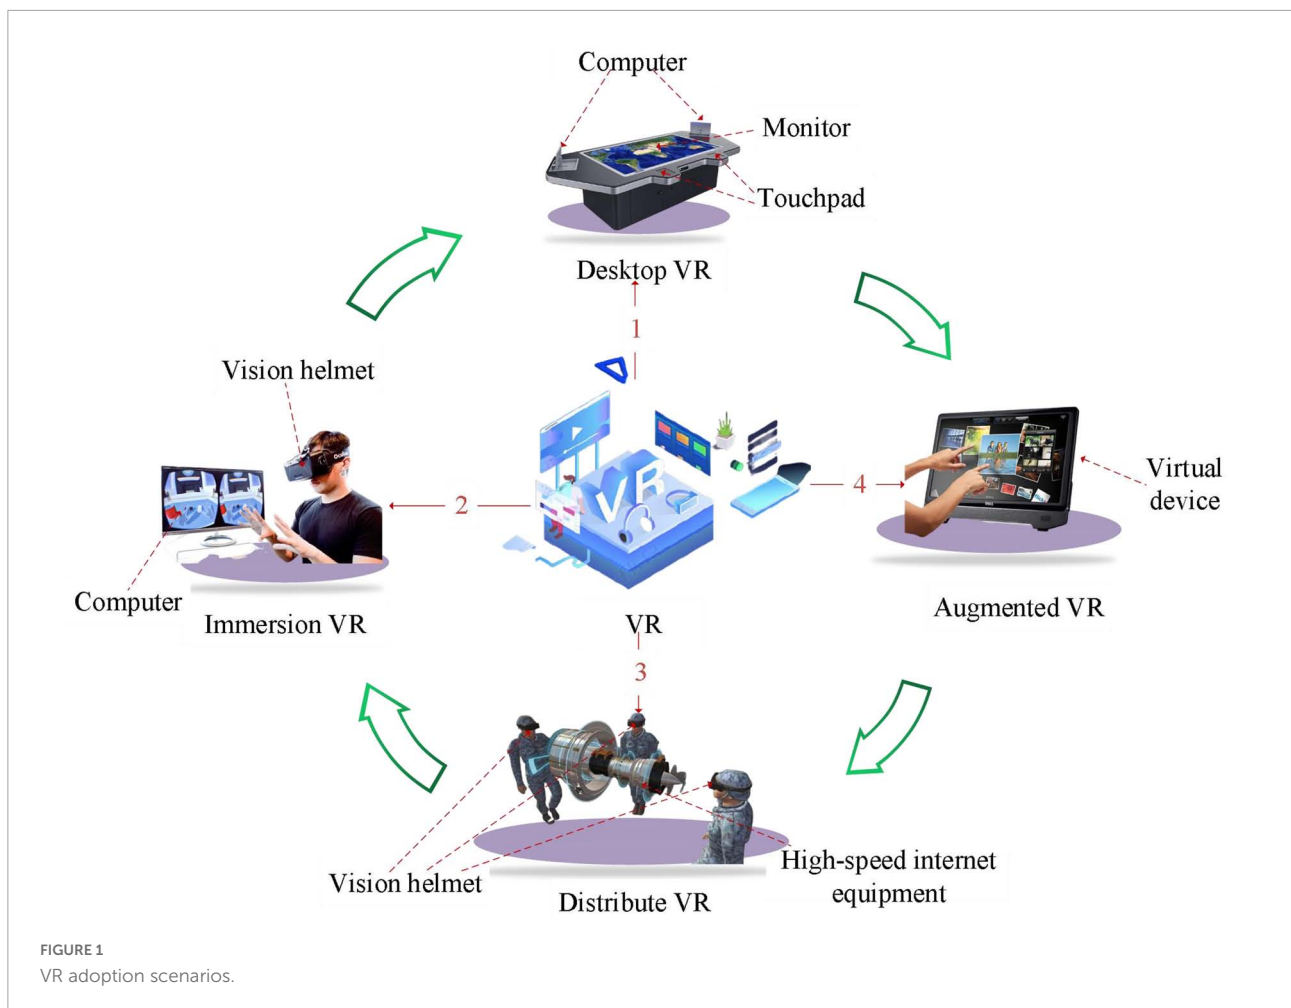 Computer
Monitor
Touchpad
Desktop VR
1
Vision helmet
Computer
Immersion VR
2
VR
VR
4
Virtual
device
Augmented VR
3
Vision helmet
Distribute VR
High-speed internet
equipment
FIGURE 1
VR adoption scenarios.